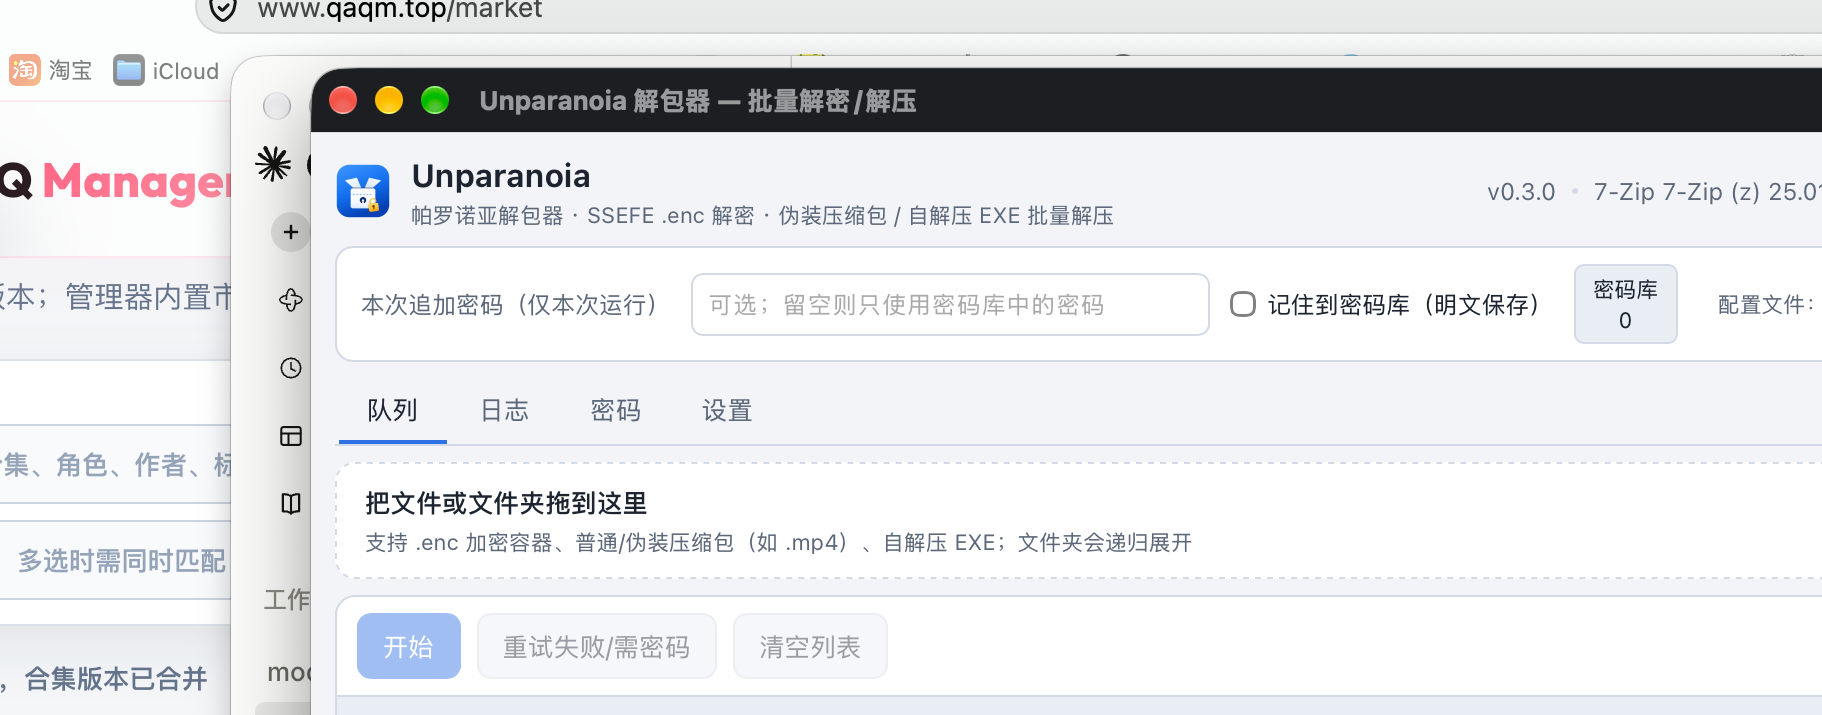 www.qaqm.top/market
淘宝
iCloud
Q Manager
版本；管理器内置市
集、角色、作者、标
多选时需同时匹配
，合集版本已合并
工作
mod
Unparanoia 解包器 — 批量解密/解压
Unparanoia
帕罗诺亚解包器 · SSEFE .enc 解密 · 伪装压缩包 / 自解压 EXE 批量解压
v0.3.0 • 7-Zip 7-Zip (z) 25.01
本次追加密码（仅本次运行）
可选；留空则只使用密码库中的密码
记住到密码库（明文保存）
密码库
0
配置文件：
队列
日志
密码
设置
把文件或文件夹拖到这里
支持 .enc 加密容器、普通/伪装压缩包（如 .mp4）、自解压 EXE；文件夹会递归展开
开始
重试失败/需密码
清空列表